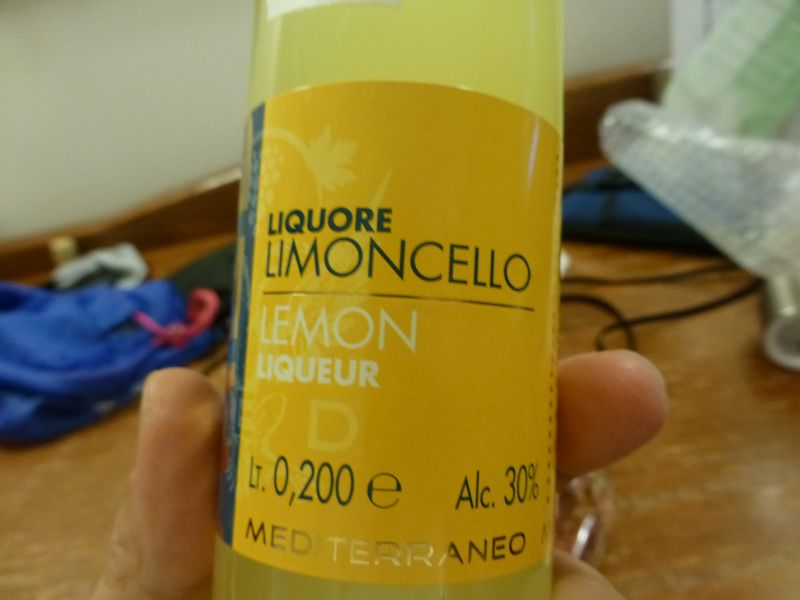 LIQUORE
LIMONCELLO
LEMON
LIQUEUR
D
LT. 0,200 e Alc. 30%
MEDITERRANEO